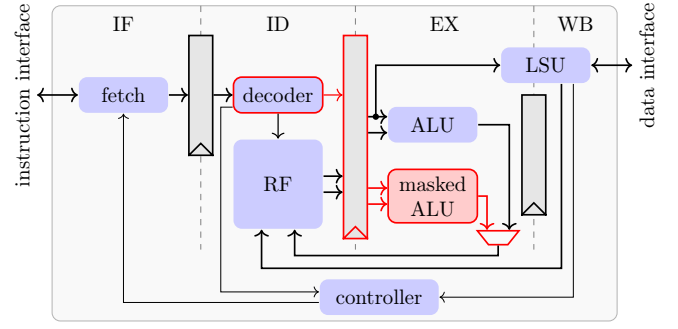 IF
ID
EX
WB
instruction interface
fetch
decoder
LSU
data interface
ALU
RF
masked
ALU
controller